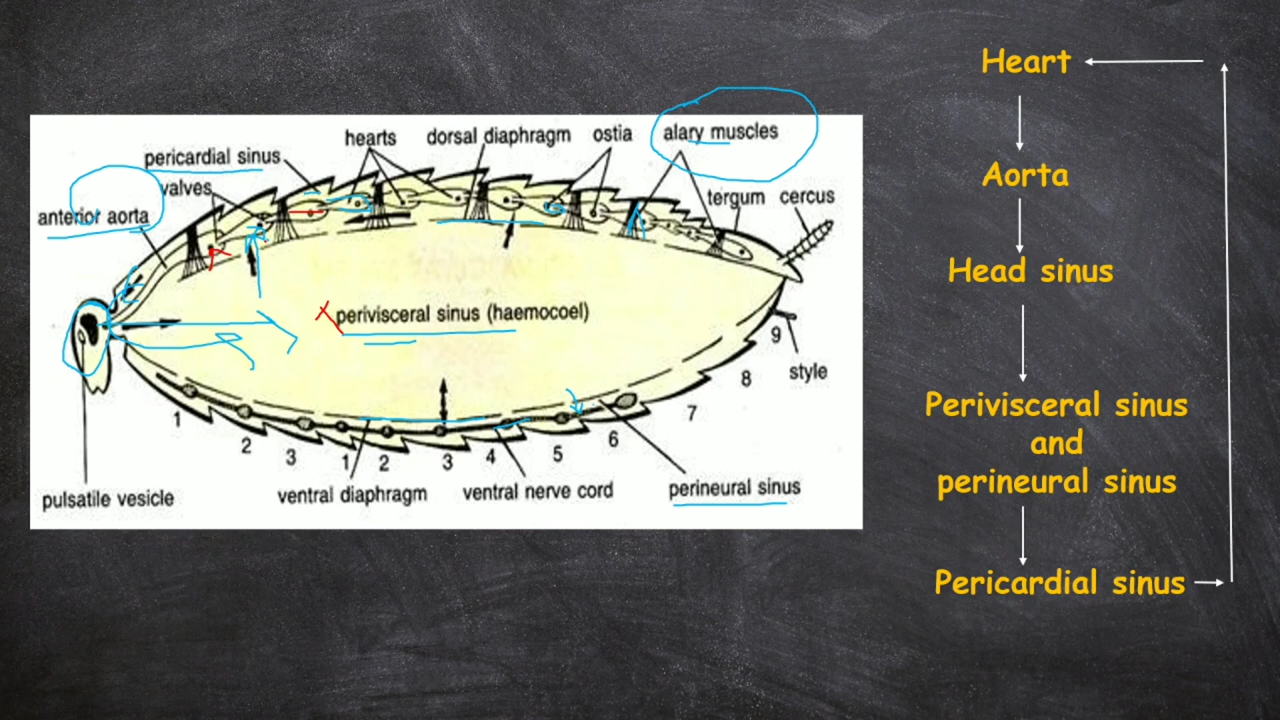 hearts
dorsal diaphragm
ostia
alary muscles
pericardial sinus
valves
tergum
cercus
anterior aorta
perivisceral sinus (haemocoel)
9
style
8
7
6
5
4
3
2
1
3
2
1
pulsatile vesicle
ventral diaphragm
ventral nerve cord
perineural sinus
Heart
Aorta
Head sinus
Perivisceral sinus
and
perineural sinus
Pericardial sinus